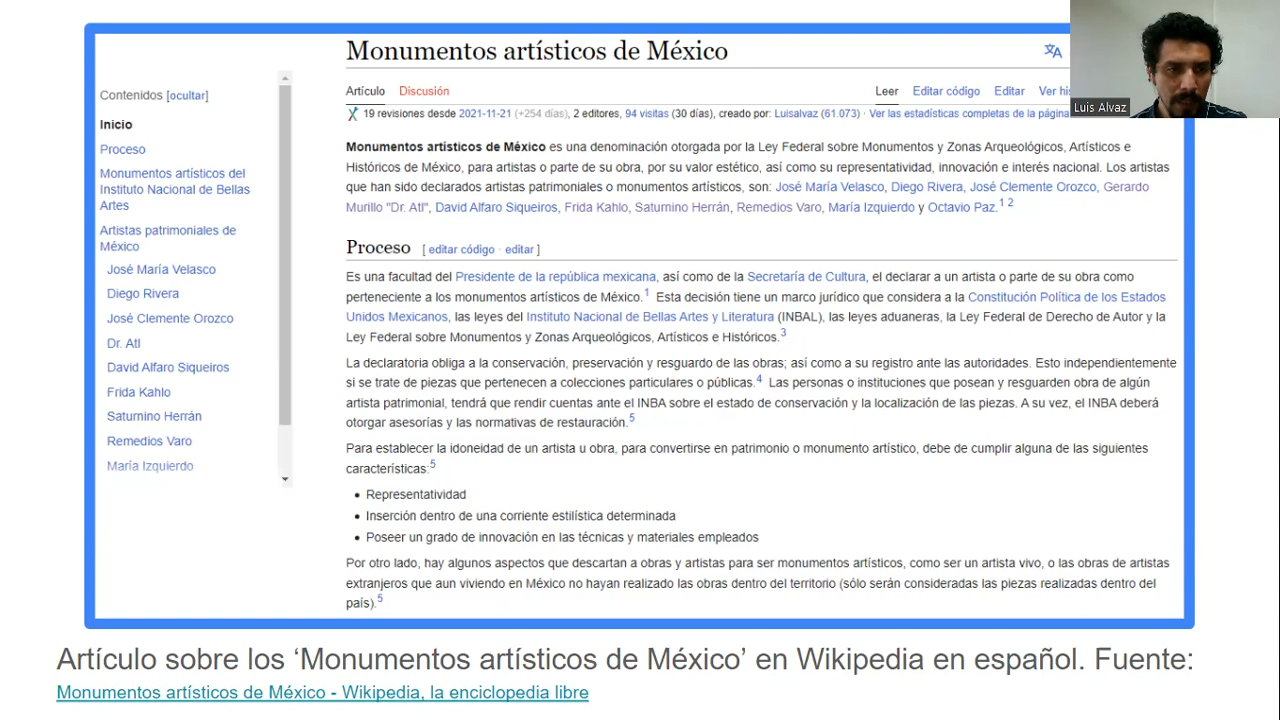 Monumentos artísticos de México
Luis Alvaz
Contenidos [ocultar]
Inicio
Proceso
Monumentos artísticos del
Instituto Nacional de Bellas
Artes
Artistas patrimoniales de
México
José María Velasco
Diego Rivera
José Clemente Orozco
Dr. Atl
David Alfaro Siqueiros
Frida Kahlo
Saturnino Herrán
Remedios Varo
María Izquierdo
Artículo Discusión Leer Editar código Editar Ver his
19 revisiones desde 2021-11-21 (+254 días), 2 editores, 94 visitas (30 días), creado por: Luisalvaz (61.073) · Ver las estadísticas completas de la página
Monumentos artísticos de México es una denominación otorgada por la Ley Federal sobre Monumentos y Zonas Arqueológicos, Artísticos e
Históricos de México, para artistas o parte de su obra, por su valor estético, así como su representatividad, innovación e interés nacional. Los artistas
que han sido declarados artistas patrimoniales o monumentos artísticos, son: José María Velasco, Diego Rivera, José Clemente Orozco, Gerardo
Murillo "Dr. Atl", David Alfaro Siqueiros, Frida Kahlo, Saturnino Herrán, Remedios Varo, María Izquierdo y Octavio Paz.1 2
Proceso [ editar código · editar ]
Es una facultad del Presidente de la república mexicana, así como de la Secretaría de Cultura, el declarar a un artista o parte de su obra como
perteneciente a los monumentos artísticos de México.1 Esta decisión tiene un marco jurídico que considera a la Constitución Política de los Estados
Unidos Mexicanos, las leyes del Instituto Nacional de Bellas Artes y Literatura (INBAL), las leyes aduaneras, la Ley Federal de Derecho de Autor y la
Ley Federal sobre Monumentos y Zonas Arqueológicos, Artísticos e Históricos.3
La declaratoria obliga a la conservación, preservación y resguardo de las obras; así como a su registro ante las autoridades. Esto independientemente
si se trate de piezas que pertenecen a colecciones particulares o públicas.4 Las personas o instituciones que posean y resguarden obra de algún
artista patrimonial, tendrá que rendir cuentas ante el INBA sobre el estado de conservación y la localización de las piezas. A su vez, el INBA deberá
otorgar asesorías y las normativas de restauración.5
Para establecer la idoneidad de un artista u obra, para convertirse en patrimonio o monumento artístico, debe de cumplir alguna de las siguientes
características:5
• Representatividad
• Inserción dentro de una corriente estilística determinada
• Poseer un grado de innovación en las técnicas y materiales empleados
Por otro lado, hay algunos aspectos que descartan a obras y artistas para ser monumentos artísticos, como ser un artista vivo, o las obras de artistas
extranjeros que aun viviendo en México no hayan realizado las obras dentro del territorio (sólo serán consideradas las piezas realizadas dentro del
país).5
Artículo sobre los ‘Monumentos artísticos de México’ en Wikipedia en español. Fuente:
Monumentos artísticos de México - Wikipedia, la enciclopedia libre